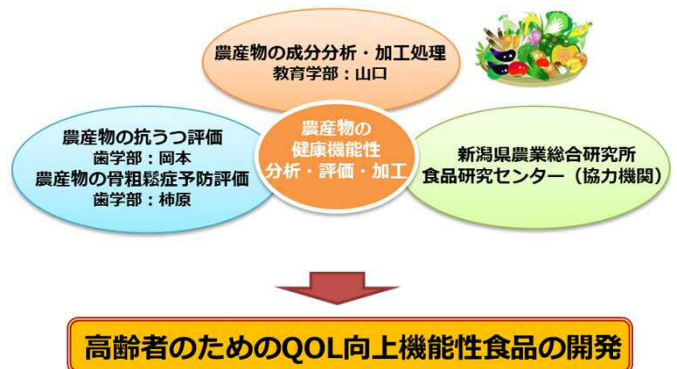 農産物の成分分析・加工処理
教育学部：山口
農産物の抗うつ評価
歯学部：岡本
農産物の骨粗鬆症予防評価
歯学部：柿原
農産物の
健康機能性
分析・評価・加工
新潟県農業総合研究所
食品研究センター（協力機関）
高齢者のためのQOL向上機能性食品の開発